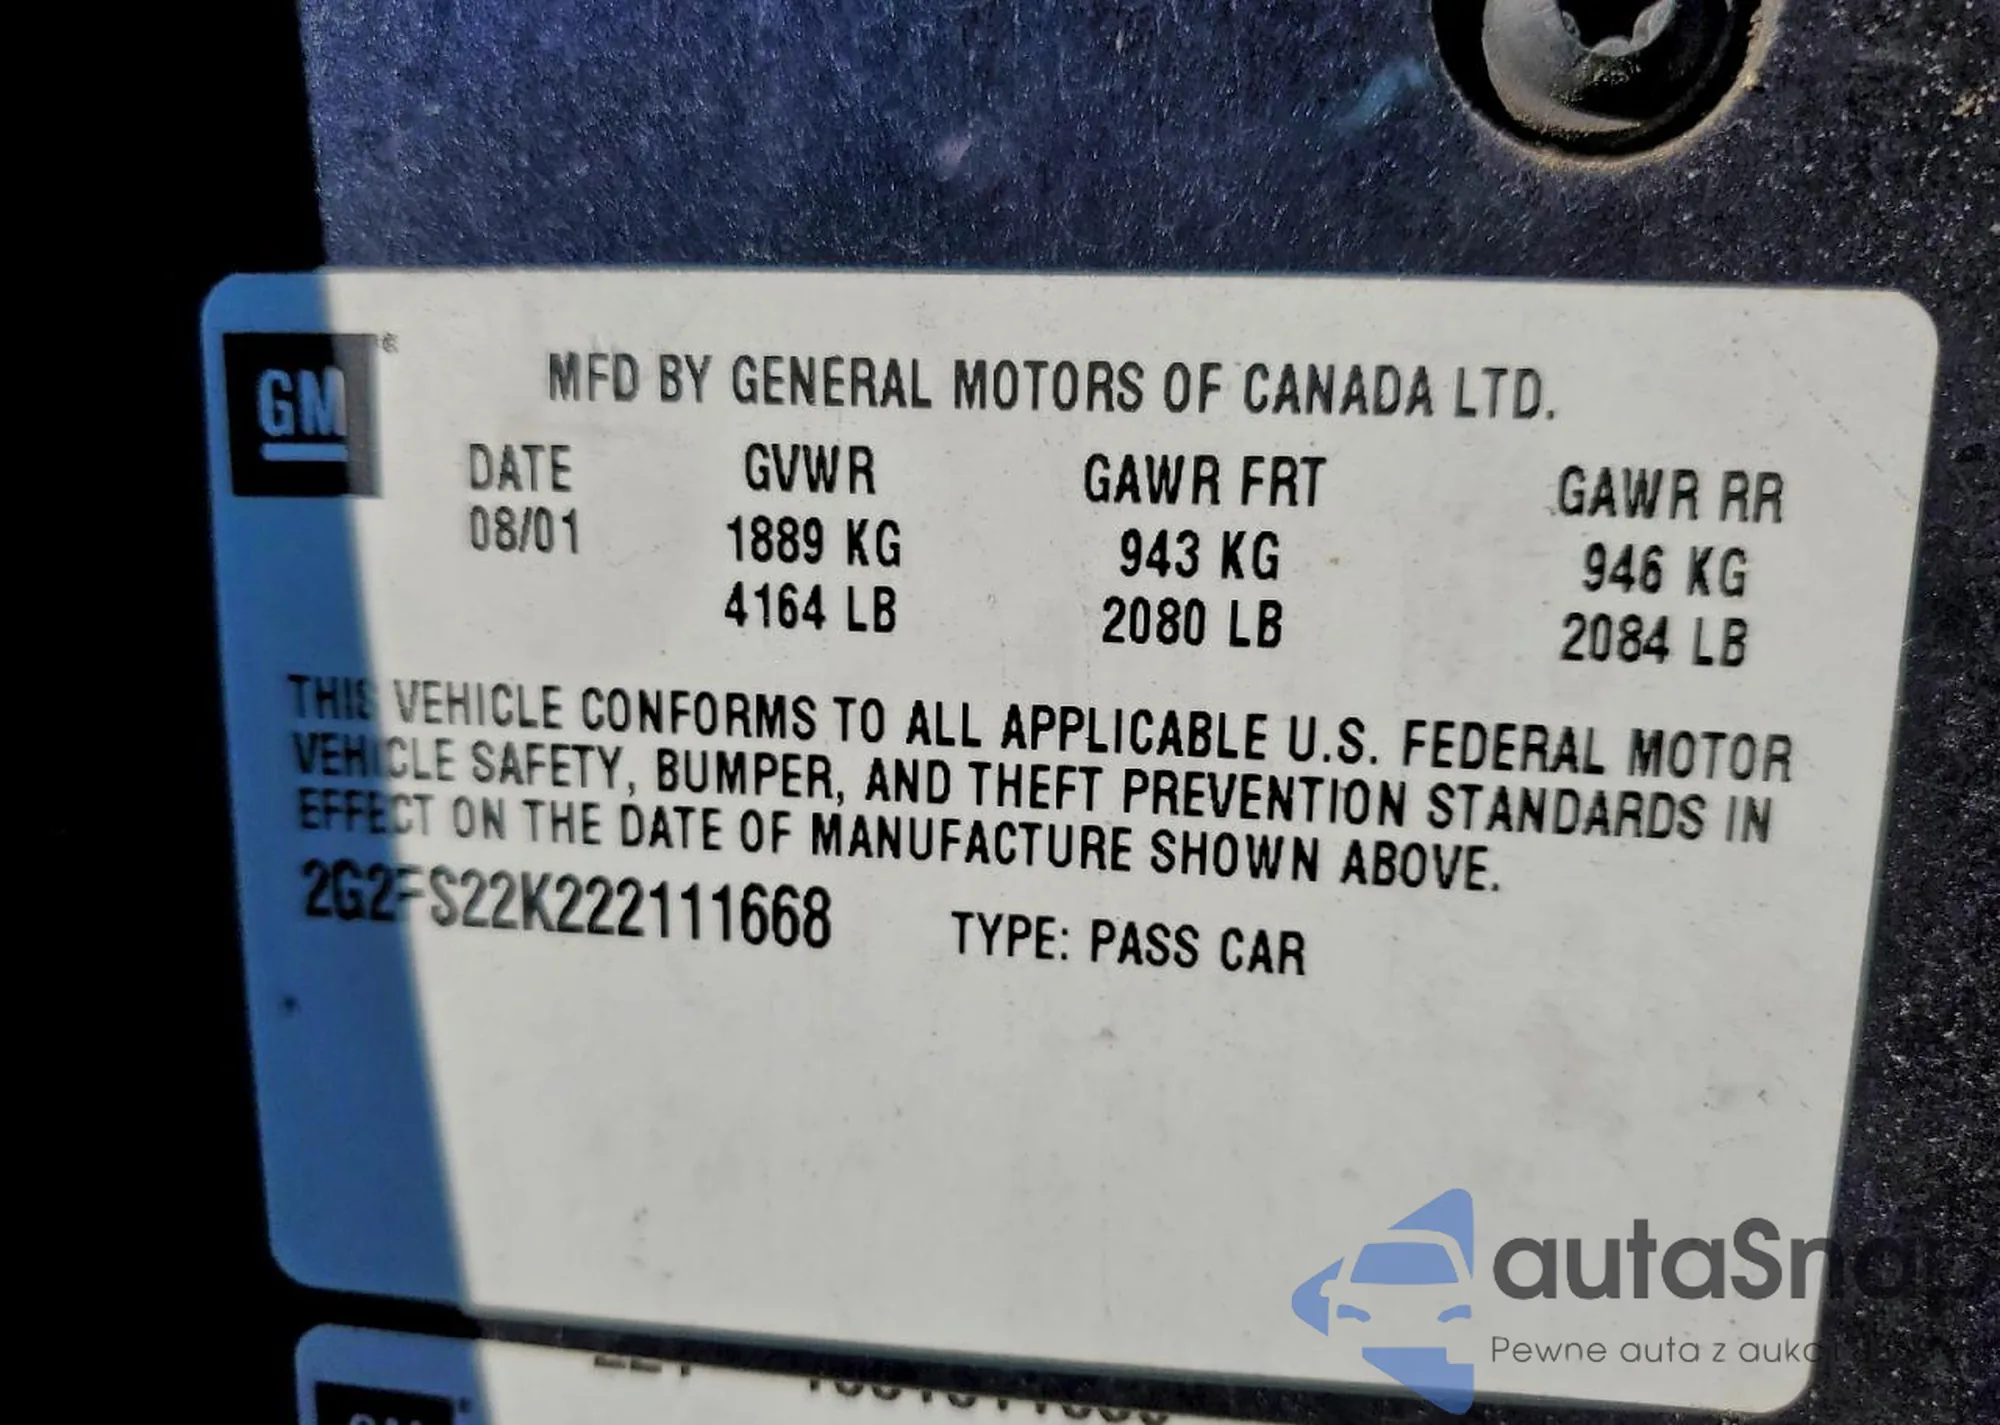 GM
MFD BY GENERAL MOTORS OF CANADA LTD.
DATE GVWR GAWR FRT GAWR RR
08/01 1889 KG 943 KG 946 KG
4164 LB 2080 LB 2084 LB
THIS VEHICLE CONFORMS TO ALL APPLICABLE U.S. FEDERAL MOTOR
VEHICLE SAFETY, BUMPER, AND THEFT PREVENTION STANDARDS IN
EFFECT ON THE DATE OF MANUFACTURE SHOWN ABOVE.
2G2FS22K222111668 TYPE: PASS CAR
autaSnap
Pewne auta z